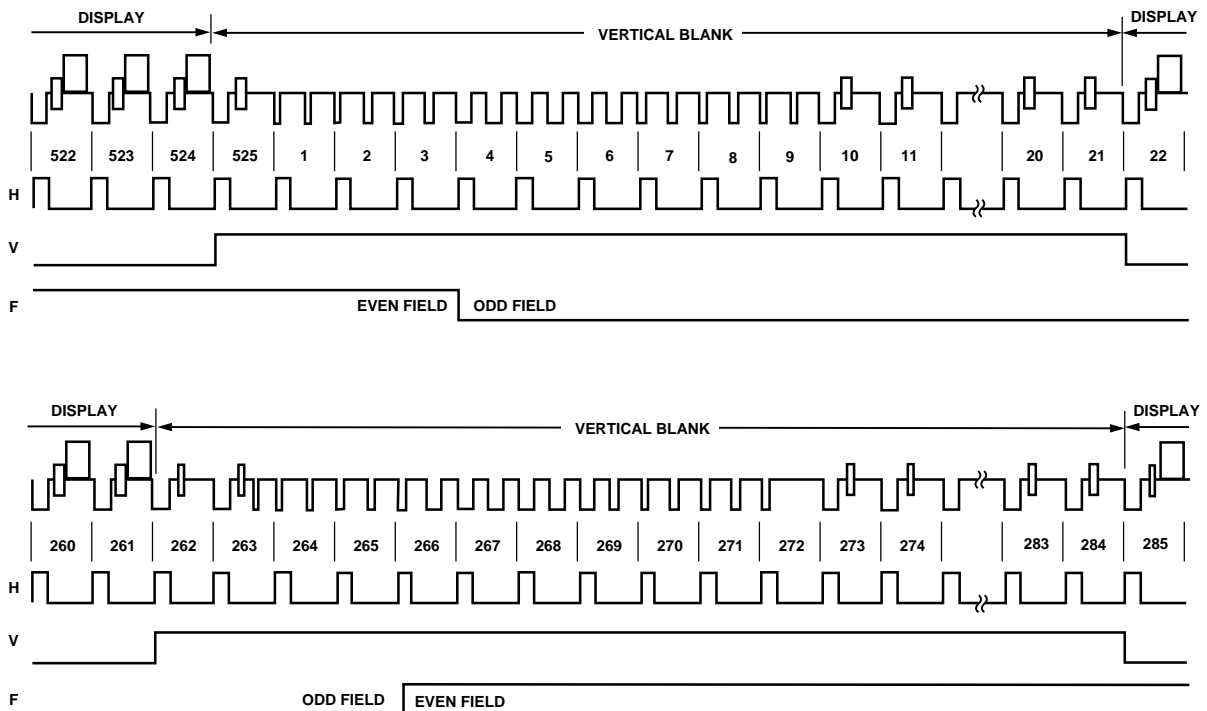 DISPLAY DISPLAY
VERTICAL BLANK
522 523 524 525 1 2 3 4 5 6 7 8 9 10 11 20 21 22
H
V
F EVEN FIELD ODD FIELD
DISPLAY DISPLAY
VERTICAL BLANK
260 261 262 263 264 265 266 267 268 269 270 271 272 273 274 283 284 285
H
V
F ODD FIELD EVEN FIELD